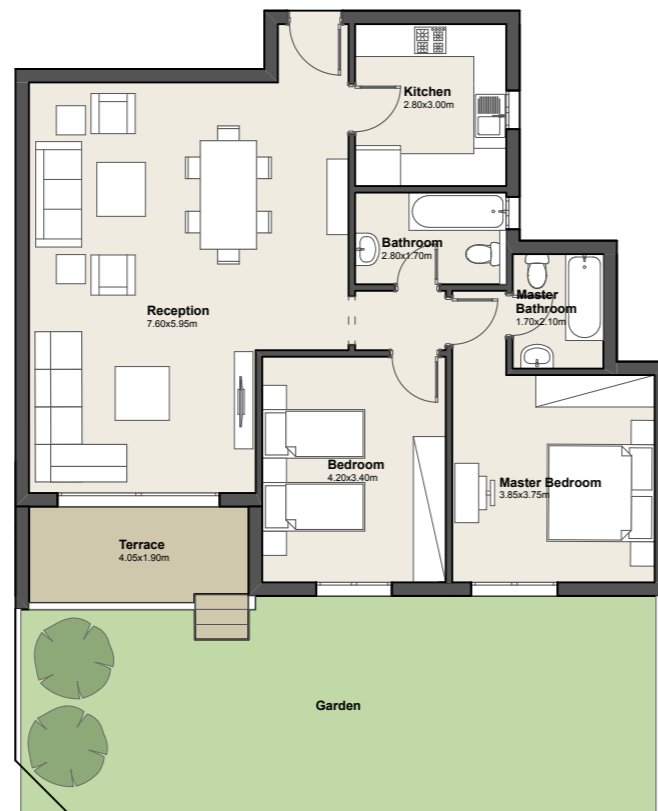 Kitchen
2.80x3.00m
Bathroom
2.80x1.70m
Master
Bathroom
1.70x2.10m
Reception
7.60x5.95m
Bedroom
4.20x3.40m
Master Bedroom
3.85x3.75m
Terrace
4.05x1.90m
Garden